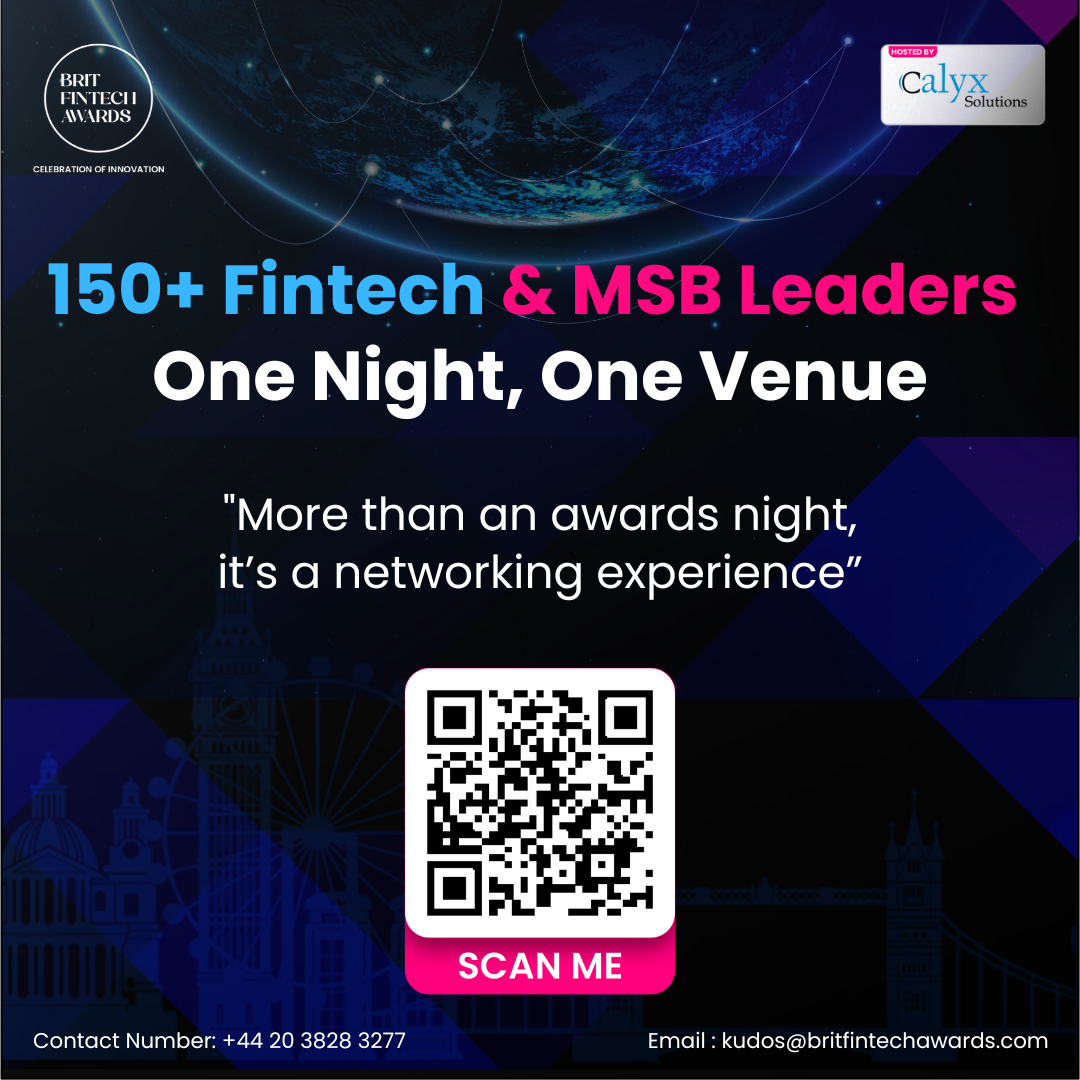 BRIT
FINTECH
AWARDS
CELEBRATION OF INNOVATION
HOSTED BY
Calyx
Solutions
150+ Fintech & MSB Leaders
One Night, One Venue
"More than an awards night,
it’s a networking experience”
SCAN ME
Contact Number: +44 20 3828 3277
Email : kudos@britfintechawards.com